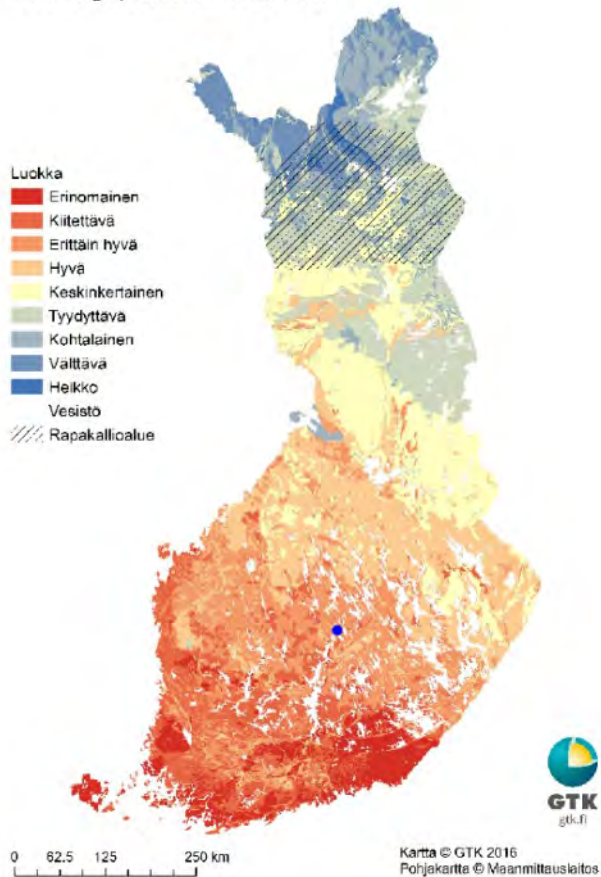 Luokka
Erinomainen
Kiitettävä
Erittäin hyvä
Hyvä
Keskinkertainen
Tyydyttävä
Kohtalainen
Välttävä
Heikko
Vesistö
Rapakallioalue
GTK
gtk.fi
0 62.5 125 250 km
Kartta © GTK 2016
Pohjakartta © Maanmittauslaitos